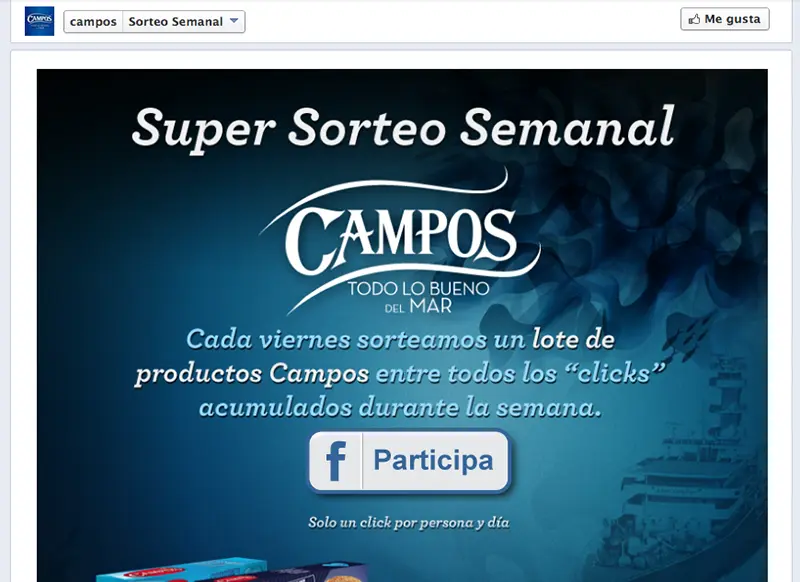 CAMPOS
campos Sorteo Semanal
Me gusta
Super Sorteo Semanal
CAMPOS
TODO LO BUENO
DEL MAR
Cada viernes sorteamos un lote de
productos Campos entre todos los “clicks”
acumulados durante la semana.
f Participa
Solo un click por persona y día
CAMPOS